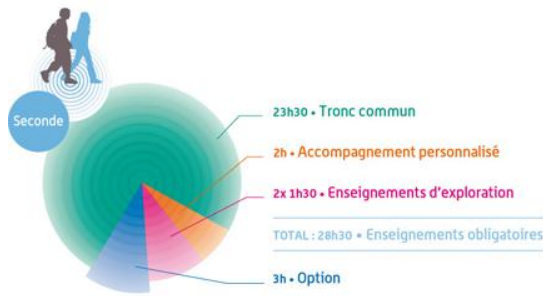 Seconde
23h30 • Tronc commun
2h • Accompagnement personnalisé
2x 1h30 • Enseignements d'exploration
TOTAL : 28h30 • Enseignements obligatoires
3h • Option